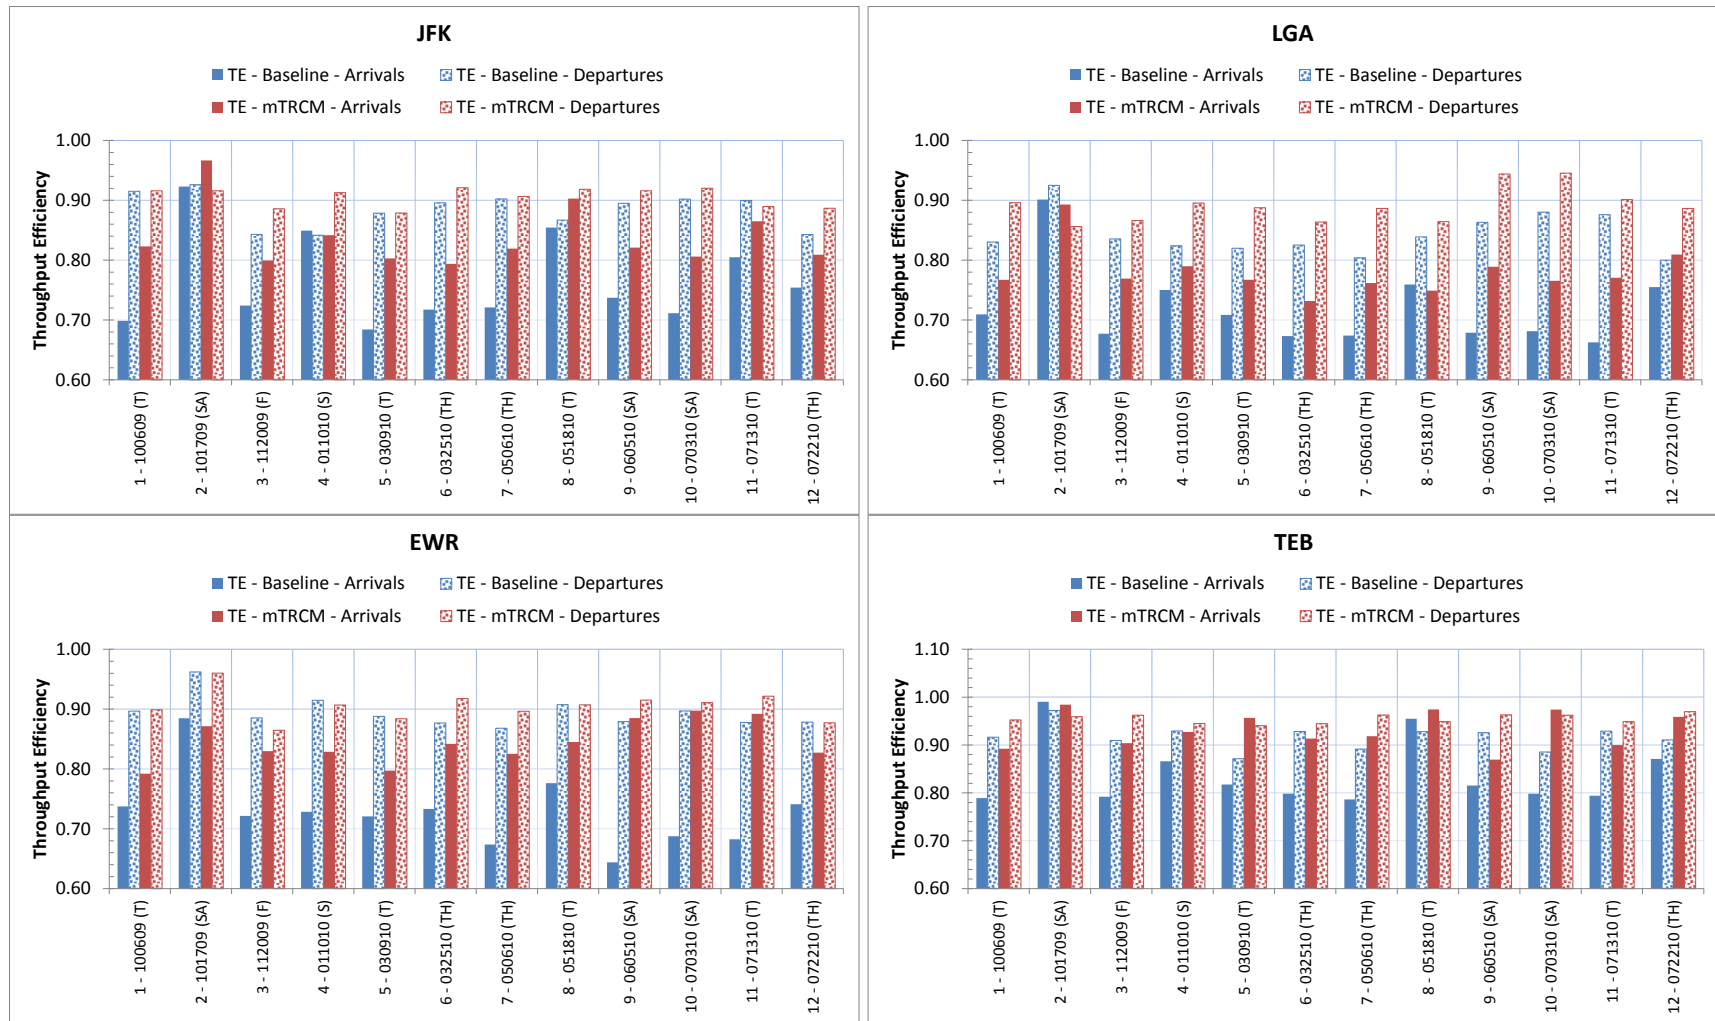 JFK
TE - Baseline - Arrivals
TE - Baseline - Departures
TE - mTRCM - Arrivals
TE - mTRCM - Departures
Throughput Efficiency
1.00
0.90
0.80
0.70
0.60
1 - 100609 (T)
2 - 101709 (SA)
3 - 112009 (F)
4 - 011010 (S)
5 - 030910 (T)
6 - 032510 (TH)
7 - 050610 (TH)
8 - 051810 (T)
9 - 060510 (SA)
10 - 070310 (SA)
11 - 071310 (T)
12 - 072210 (TH)
LGA
TE - Baseline - Arrivals
TE - Baseline - Departures
TE - mTRCM - Arrivals
TE - mTRCM - Departures
Throughput Efficiency
1.00
0.90
0.80
0.70
0.60
1 - 100609 (T)
2 - 101709 (SA)
3 - 112009 (F)
4 - 011010 (S)
5 - 030910 (T)
6 - 032510 (TH)
7 - 050610 (TH)
8 - 051810 (T)
9 - 060510 (SA)
10 - 070310 (SA)
11 - 071310 (T)
12 - 072210 (TH)
EWR
TE - Baseline - Arrivals
TE - Baseline - Departures
TE - mTRCM - Arrivals
TE - mTRCM - Departures
Throughput Efficiency
1.00
0.90
0.80
0.70
0.60
1 - 100609 (T)
2 - 101709 (SA)
3 - 112009 (F)
4 - 011010 (S)
5 - 030910 (T)
6 - 032510 (TH)
7 - 050610 (TH)
8 - 051810 (T)
9 - 060510 (SA)
10 - 070310 (SA)
11 - 071310 (T)
12 - 072210 (TH)
TEB
TE - Baseline - Arrivals
TE - Baseline - Departures
TE - mTRCM - Arrivals
TE - mTRCM - Departures
Throughput Efficiency
1.10
1.00
0.90
0.80
0.70
0.60
1 - 100609 (T)
2 - 101709 (SA)
3 - 112009 (F)
4 - 011010 (S)
5 - 030910 (T)
6 - 032510 (TH)
7 - 050610 (TH)
8 - 051810 (T)
9 - 060510 (SA)
10 - 070310 (SA)
11 - 071310 (T)
12 - 072210 (TH)